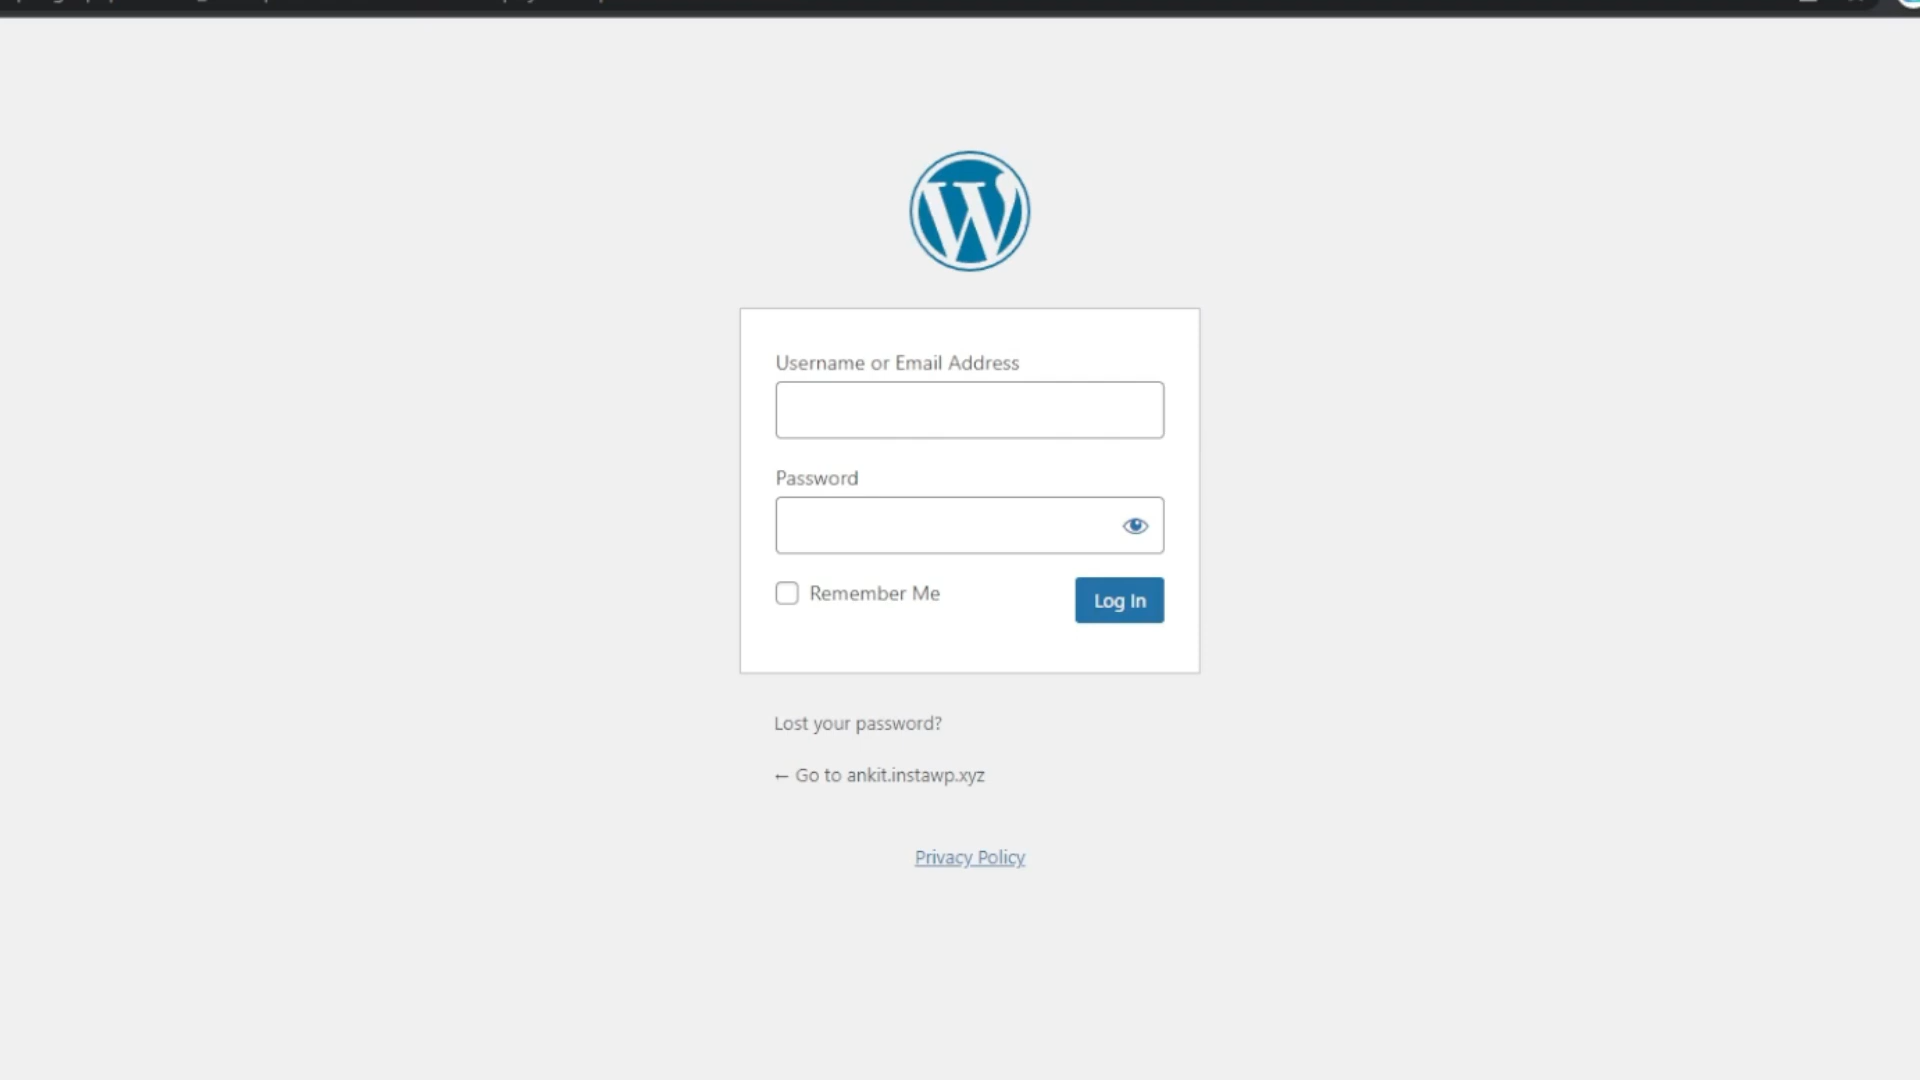 Username or Email Address
Password
Remember Me
Log In
Lost your password?
← Go to ankit.instawp.xyz
Privacy Policy